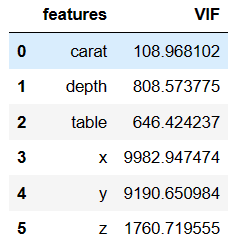 features VIF
0 carat 108.968102
1 depth 808.573775
2 table 646.424237
3 x 9982.947474
4 y 9190.650984
5 z 1760.719555